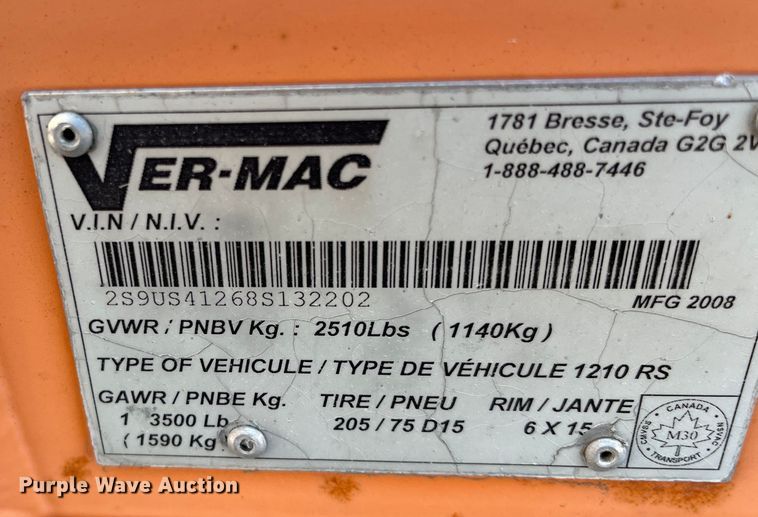 VER-MAC
1781 Bresse, Ste-Foy
Québec, Canada G2G
1-888-488-7446
V.I.N / N.I.V. :
2S9US41268S132202
MFG 2008
GVWR / PNBV Kg. : 2510Lbs ( 1140Kg )
TYPE OF VEHICULE / TYPE DE VÉHICULE 1210 RS
GAWR / PNBE Kg. TIRE / PNEU RIM / JANTE
1 3500 Lb 205 / 75 D15 6 X 15
( 1590 Kg
CANADA
M30
TRANSPORT
NSVAC
Purple Wave Auction